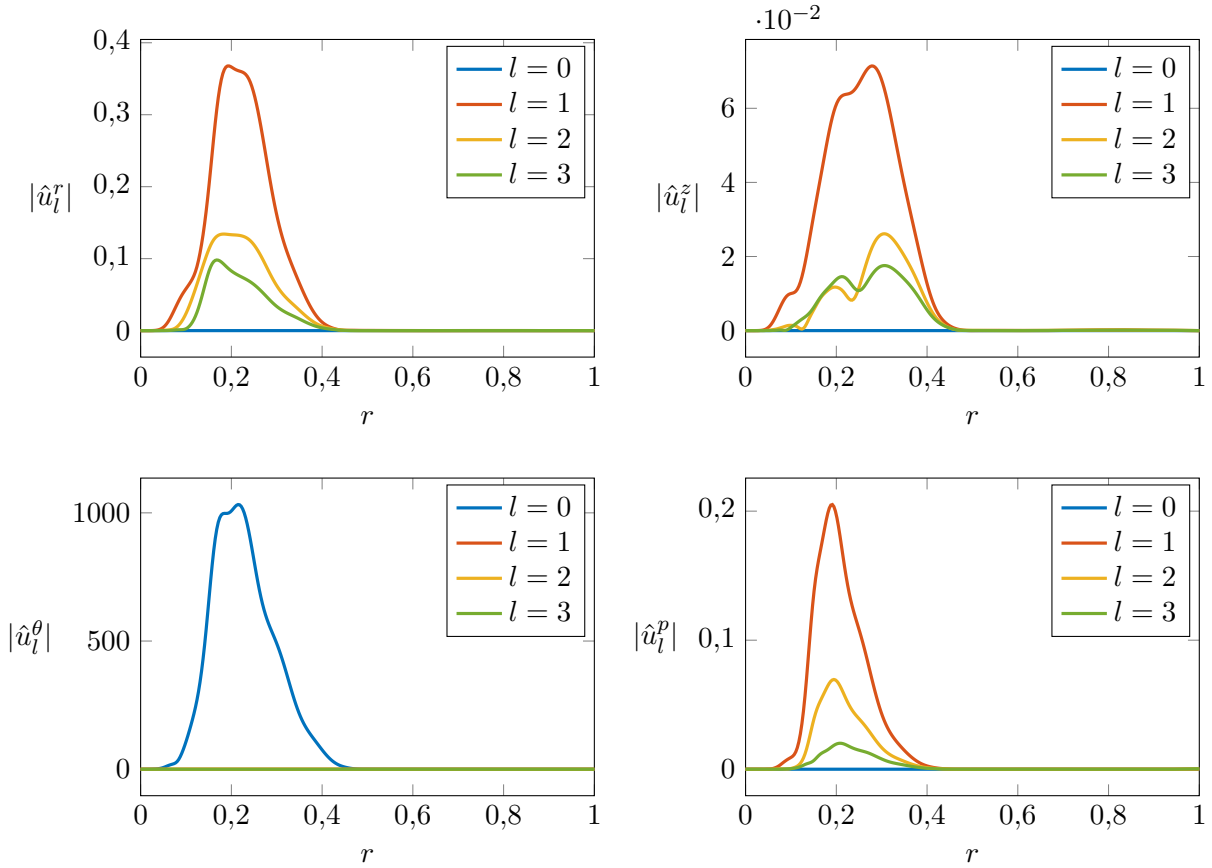 0 0,2 0,4 0,6 0,8 1
0
0,1
0,2
0,3
0,4
r
|û_l^r|
l = 0
l = 1
l = 2
l = 3
0 0,2 0,4 0,6 0,8 1
0
2
4
6
·10^−2
r
|û_l^z|
l = 0
l = 1
l = 2
l = 3
0 0,2 0,4 0,6 0,8 1
0
500
1000
r
|û_l^θ|
l = 0
l = 1
l = 2
l = 3
0 0,2 0,4 0,6 0,8 1
0
0,1
0,2
r
|û_l^p|
l = 0
l = 1
l = 2
l = 3